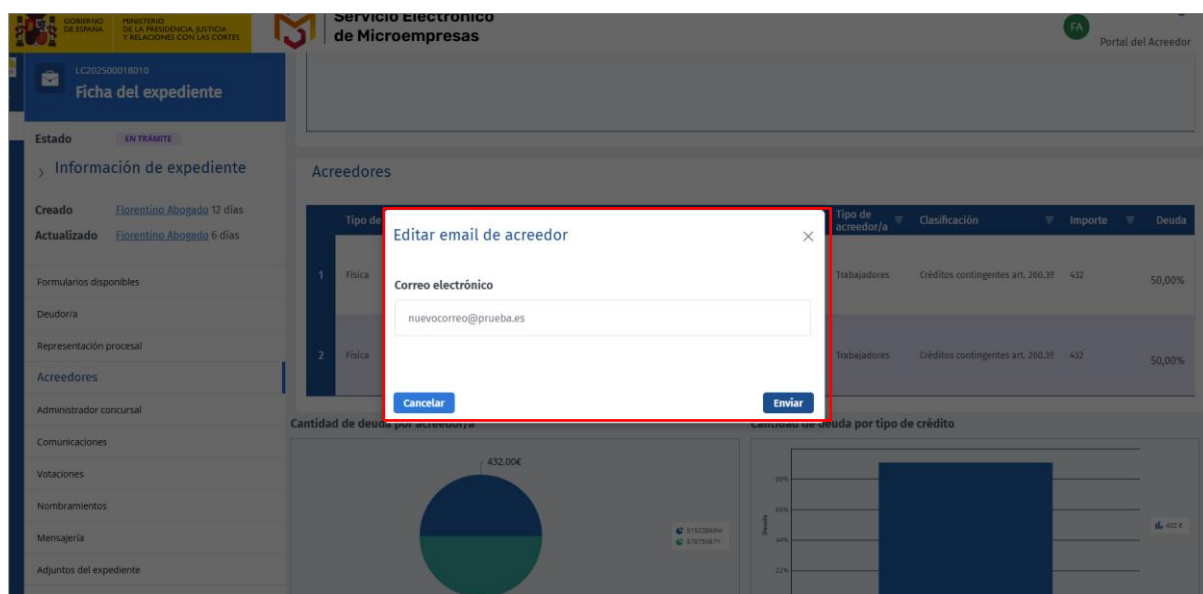 GOBIERNO
DE ESPAÑA
MINISTERIO
DE LA PRESIDENCIA, JUSTICIA
Y RELACIONES CON LAS CORTES
Servicio Electrónico
de Microempresas
FA
Portal del Acreedor
LC202500018010
Ficha del expediente
Estado EN TRÁMITE
Información de expediente
Creado Florentino Abogado 12 días
Actualizado Florentino Abogado 6 días
Formularios disponibles
Deudor/a
Representación procesal
Acreedores
Administrador concursal
Comunicaciones
Votaciones
Nombramientos
Mensajería
Adjuntos del expediente
Acreedores
Tipo de
Tipo de
acreedor/a
Clasificación Importe Deuda
1 Física Trabajadores Créditos contingentes art. 260.3º 432 50,00%
2 Física Trabajadores Créditos contingentes art. 260.3º 432 50,00%
Editar email de acreedor
Correo electrónico
nuevocorreo@prueba.es
Cancelar Enviar
Cantidad de deuda por acreedor/a
432.00€
Cantidad de deuda por tipo de crédito
Deuda
66%
44%
22%
432 €